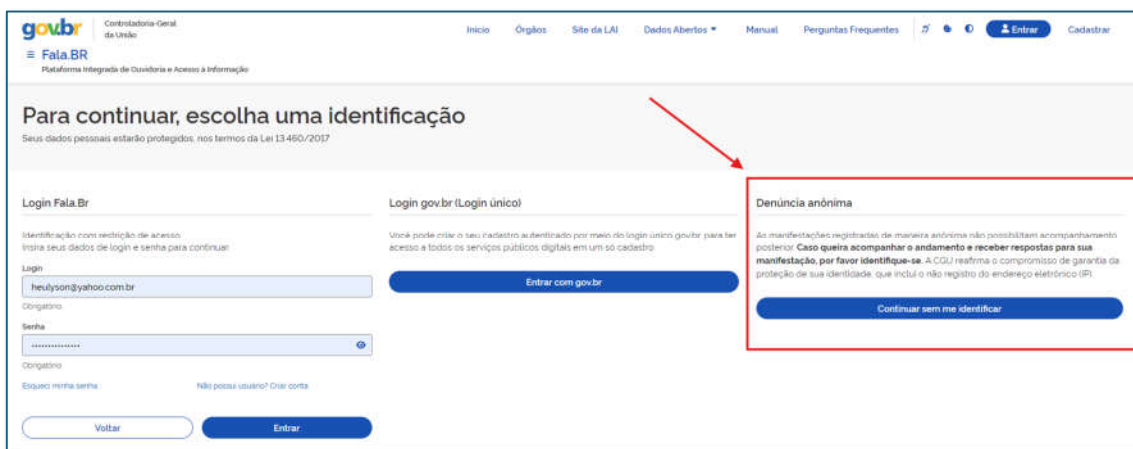 gov.br
Controladoria-Geral
da União
Início Órgãos Site da LAI Dados Abertos Manual Perguntas Frequentes Entrar Cadastrar
Fala.BR
Plataforma Integrada de Ouvidoria e Acesso à Informação
Para continuar, escolha uma identificação
Seus dados pessoais estarão protegidos, nos termos da Lei 13.460/2017
Login Fala.Br
Identificação com restrição de acesso.
Insira seus dados de login e senha para continuar
Login
heulyson@yahoo.com.br
Obrigatório
Senha
Obrigatório
Esqueci minha senha Não possui usuário? Criar conta
Voltar Entrar
Login gov.br (Login único)
Você pode criar o seu cadastro autenticado por meio do login único gov.br para ter
acesso a todos os serviços públicos digitais em um só cadastro
Entrar com gov.br
Denúncia anônima
As manifestações registradas de maneira anônima não possibilitam acompanhamento
posterior. Caso queira acompanhar o andamento e receber respostas para sua
manifestação, por favor identifique-se. A CGU reafirma o compromisso de garantia da
proteção de sua identidade, que inclui o não registro do endereço eletrônico (IP).
Continuar sem me identificar